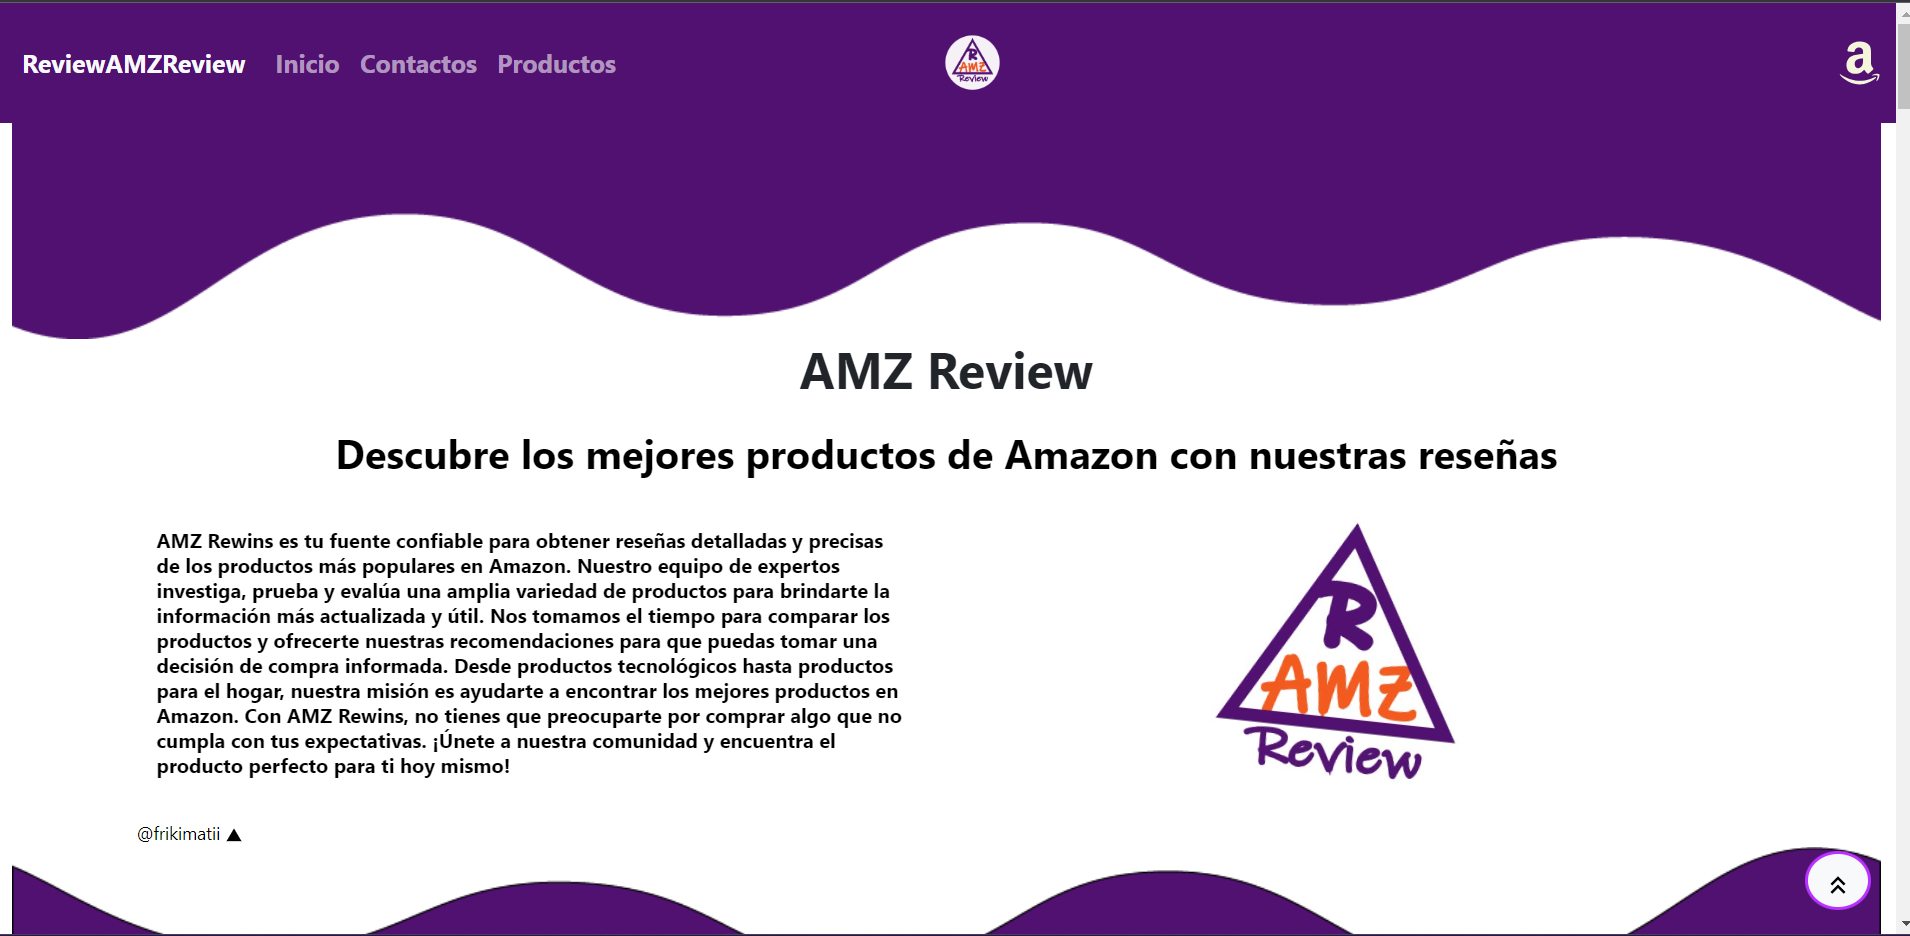 ReviewAMZReview Inicio Contactos Productos
R
AMZ
Review
a
AMZ Review
Descubre los mejores productos de Amazon con nuestras reseñas
AMZ Rewins es tu fuente confiable para obtener reseñas detalladas y precisas
de los productos más populares en Amazon. Nuestro equipo de expertos
investiga, prueba y evalúa una amplia variedad de productos para brindarte la
información más actualizada y útil. Nos tomamos el tiempo para comparar los
productos y ofrecerte nuestras recomendaciones para que puedas tomar una
decisión de compra informada. Desde productos tecnológicos hasta productos
para el hogar, nuestra misión es ayudarte a encontrar los mejores productos en
Amazon. Con AMZ Rewins, no tienes que preocuparte por comprar algo que no
cumpla con tus expectativas. ¡Únete a nuestra comunidad y encuentra el
producto perfecto para ti hoy mismo!
R
AMZ
Review
@frikimatii ▲